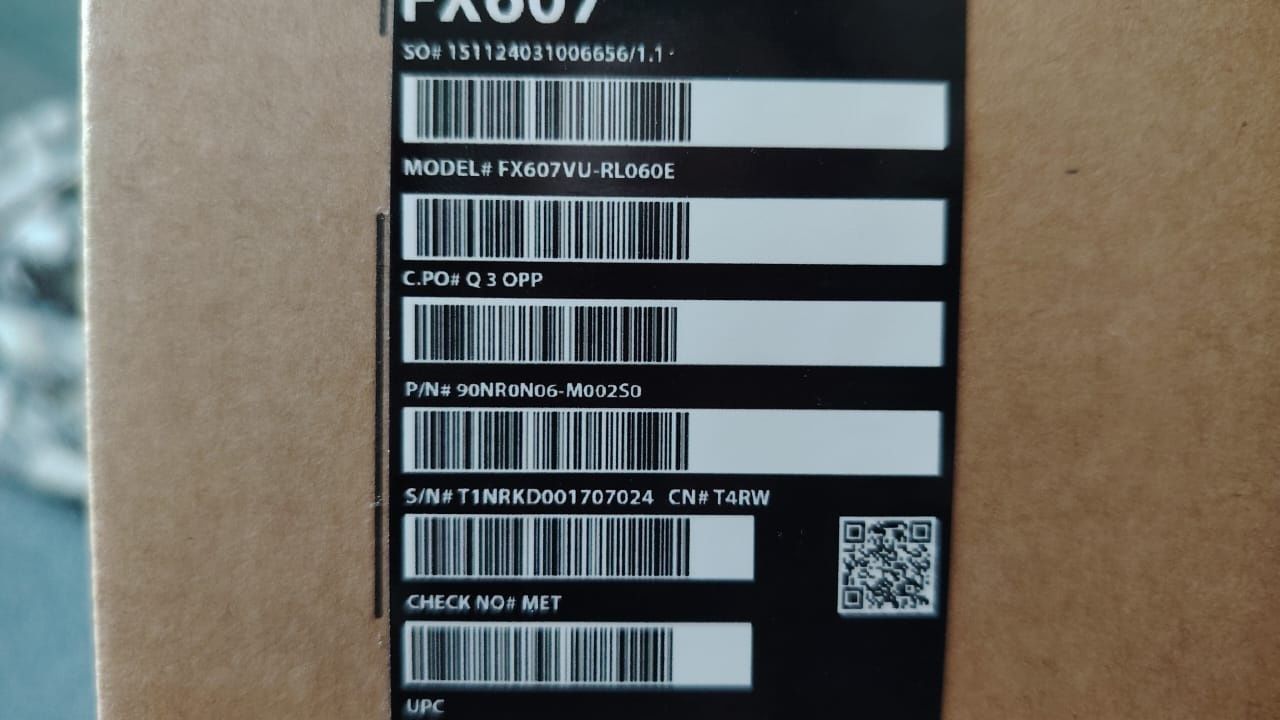 FX607
SO# 151124031006656/1.1
MODEL# FX607VU-RL060E
C.PO# Q 3 OPP
P/N# 90NR0N06-M002S0
S/N# T1NRKD001707024 CN# T4RW
CHECK NO# MET
UPC